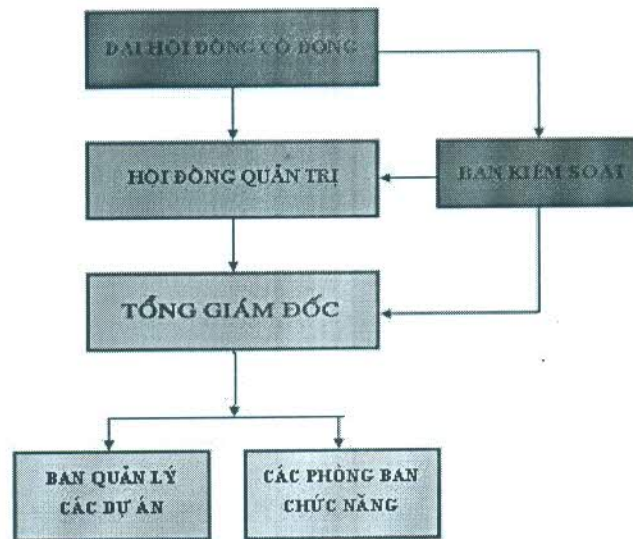 ĐẠI HỘI ĐỒNG CỔ ĐÔNG
HỘI ĐỒNG QUẢN TRỊ
BAN KIỂM SOÁT
TỔNG GIÁM ĐỐC
BAN QUẢN LÝ
CÁC DỰ ÁN
CÁC PHÒNG BAN
CHỨC NĂNG